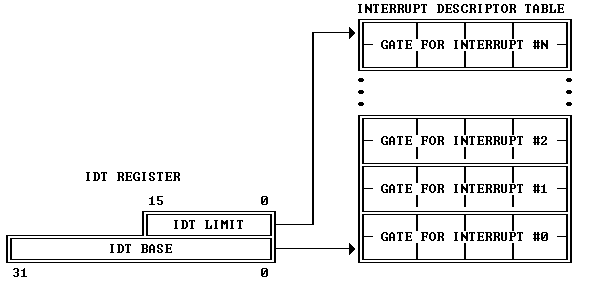 INTERRUPT DESCRIPTOR TABLE
GATE FOR INTERRUPT #N
GATE FOR INTERRUPT #2
IDT REGISTER
GATE FOR INTERRUPT #1
15 0
IDT LIMIT
GATE FOR INTERRUPT #0
IDT BASE
31 0